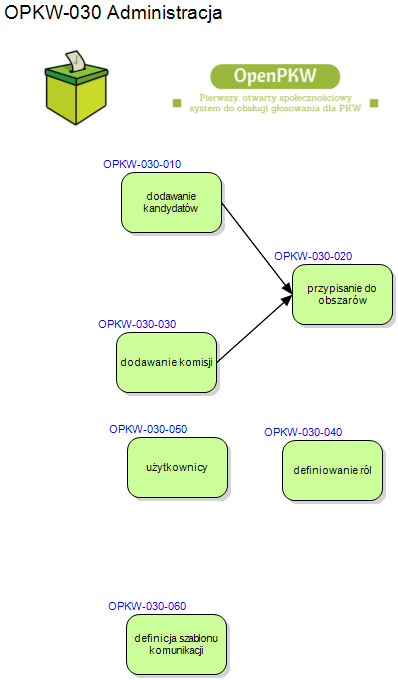 OPKW-030 Administracja
OpenPKW
Pierwszy, otwarty społecznościowy
system do obsługi głosowania dla PKW
OPKW-030-010
dodawanie
kandydatów
OPKW-030-020
przypisanie do
obszarów
OPKW-030-030
dodawanie komisji
OPKW-030-050
użytkownicy
OPKW-030-040
definiowanie ról
OPKW-030-060
definicja szablonu
komunikacji